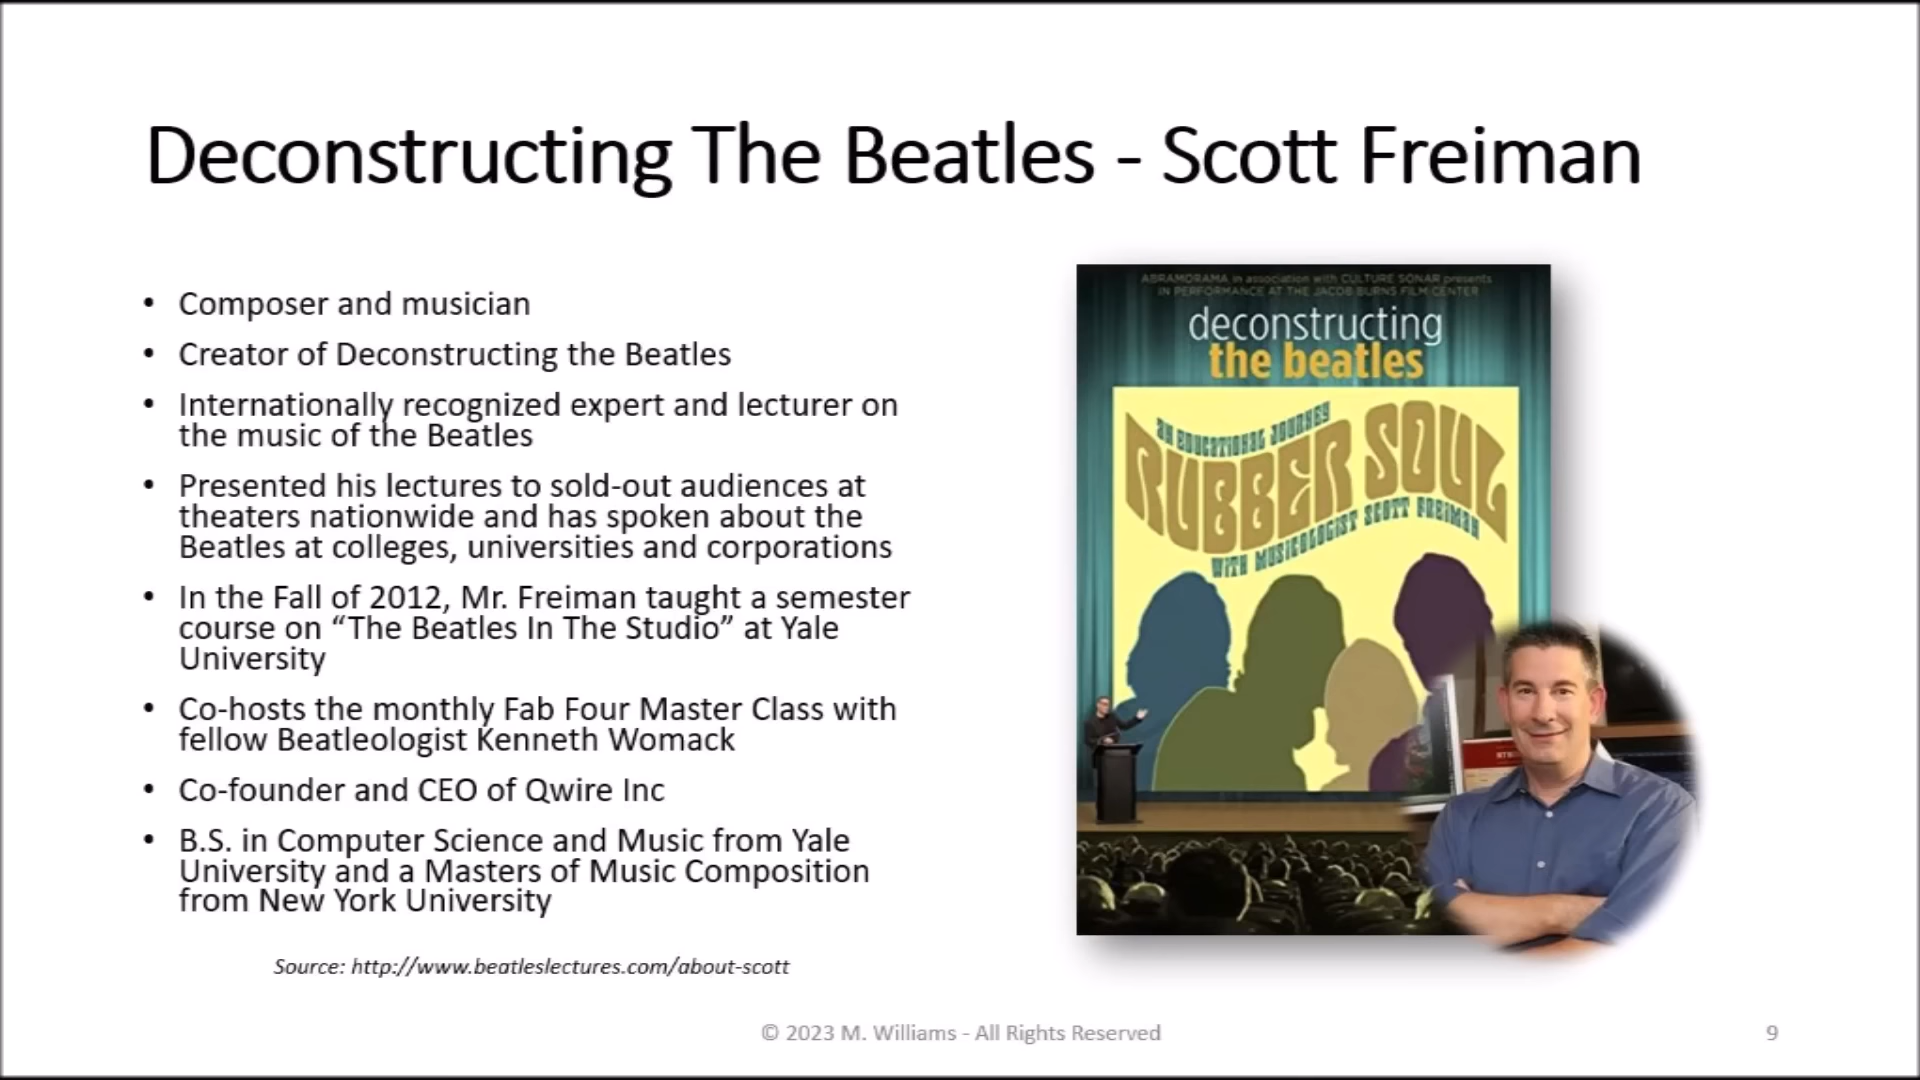 Deconstructing The Beatles - Scott Freiman
• Composer and musician
• Creator of Deconstructing the Beatles
• Internationally recognized expert and lecturer on
the music of the Beatles
• Presented his lectures to sold-out audiences at
theaters nationwide and has spoken about the
Beatles at colleges, universities and corporations
• In the Fall of 2012, Mr. Freiman taught a semester
course on “The Beatles In The Studio” at Yale
University
• Co-hosts the monthly Fab Four Master Class with
fellow Beatleologist Kenneth Womack
• Co-founder and CEO of Qwire Inc
• B.S. in Computer Science and Music from Yale
University and a Masters of Music Composition
from New York University
Source: http://www.beatleslectures.com/about-scott
ABRAMORAMA in association with CULTURE SONAR presents
IN PERFORMANCE AT THE JACOB BURNS FILM CENTER
deconstructing
the beatles
AN EDUCATIONAL JOURNEY
RUBBER SOUL
WITH MUSICOLOGIST SCOTT FREIMAN
© 2023 M. Williams - All Rights Reserved
9